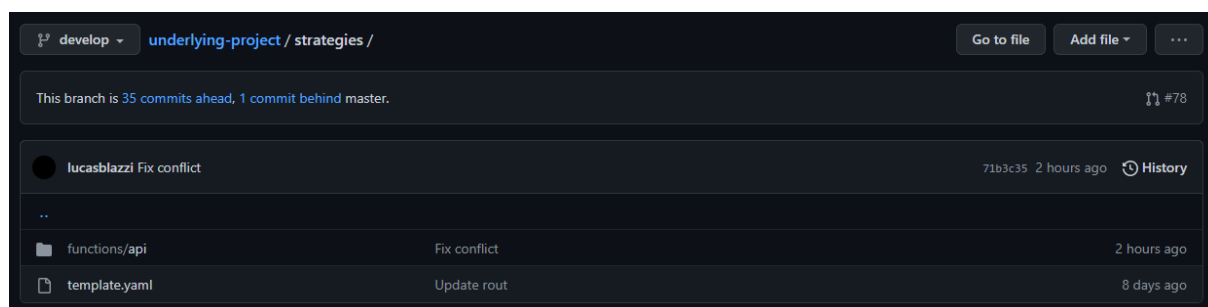 develop underlying-project / strategies / Go to file Add file ...
This branch is 35 commits ahead, 1 commit behind master. #78
lucasblazzi Fix conflict 71b3c35 2 hours ago History
..
functions/api Fix conflict 2 hours ago
template.yaml Update rout 8 days ago